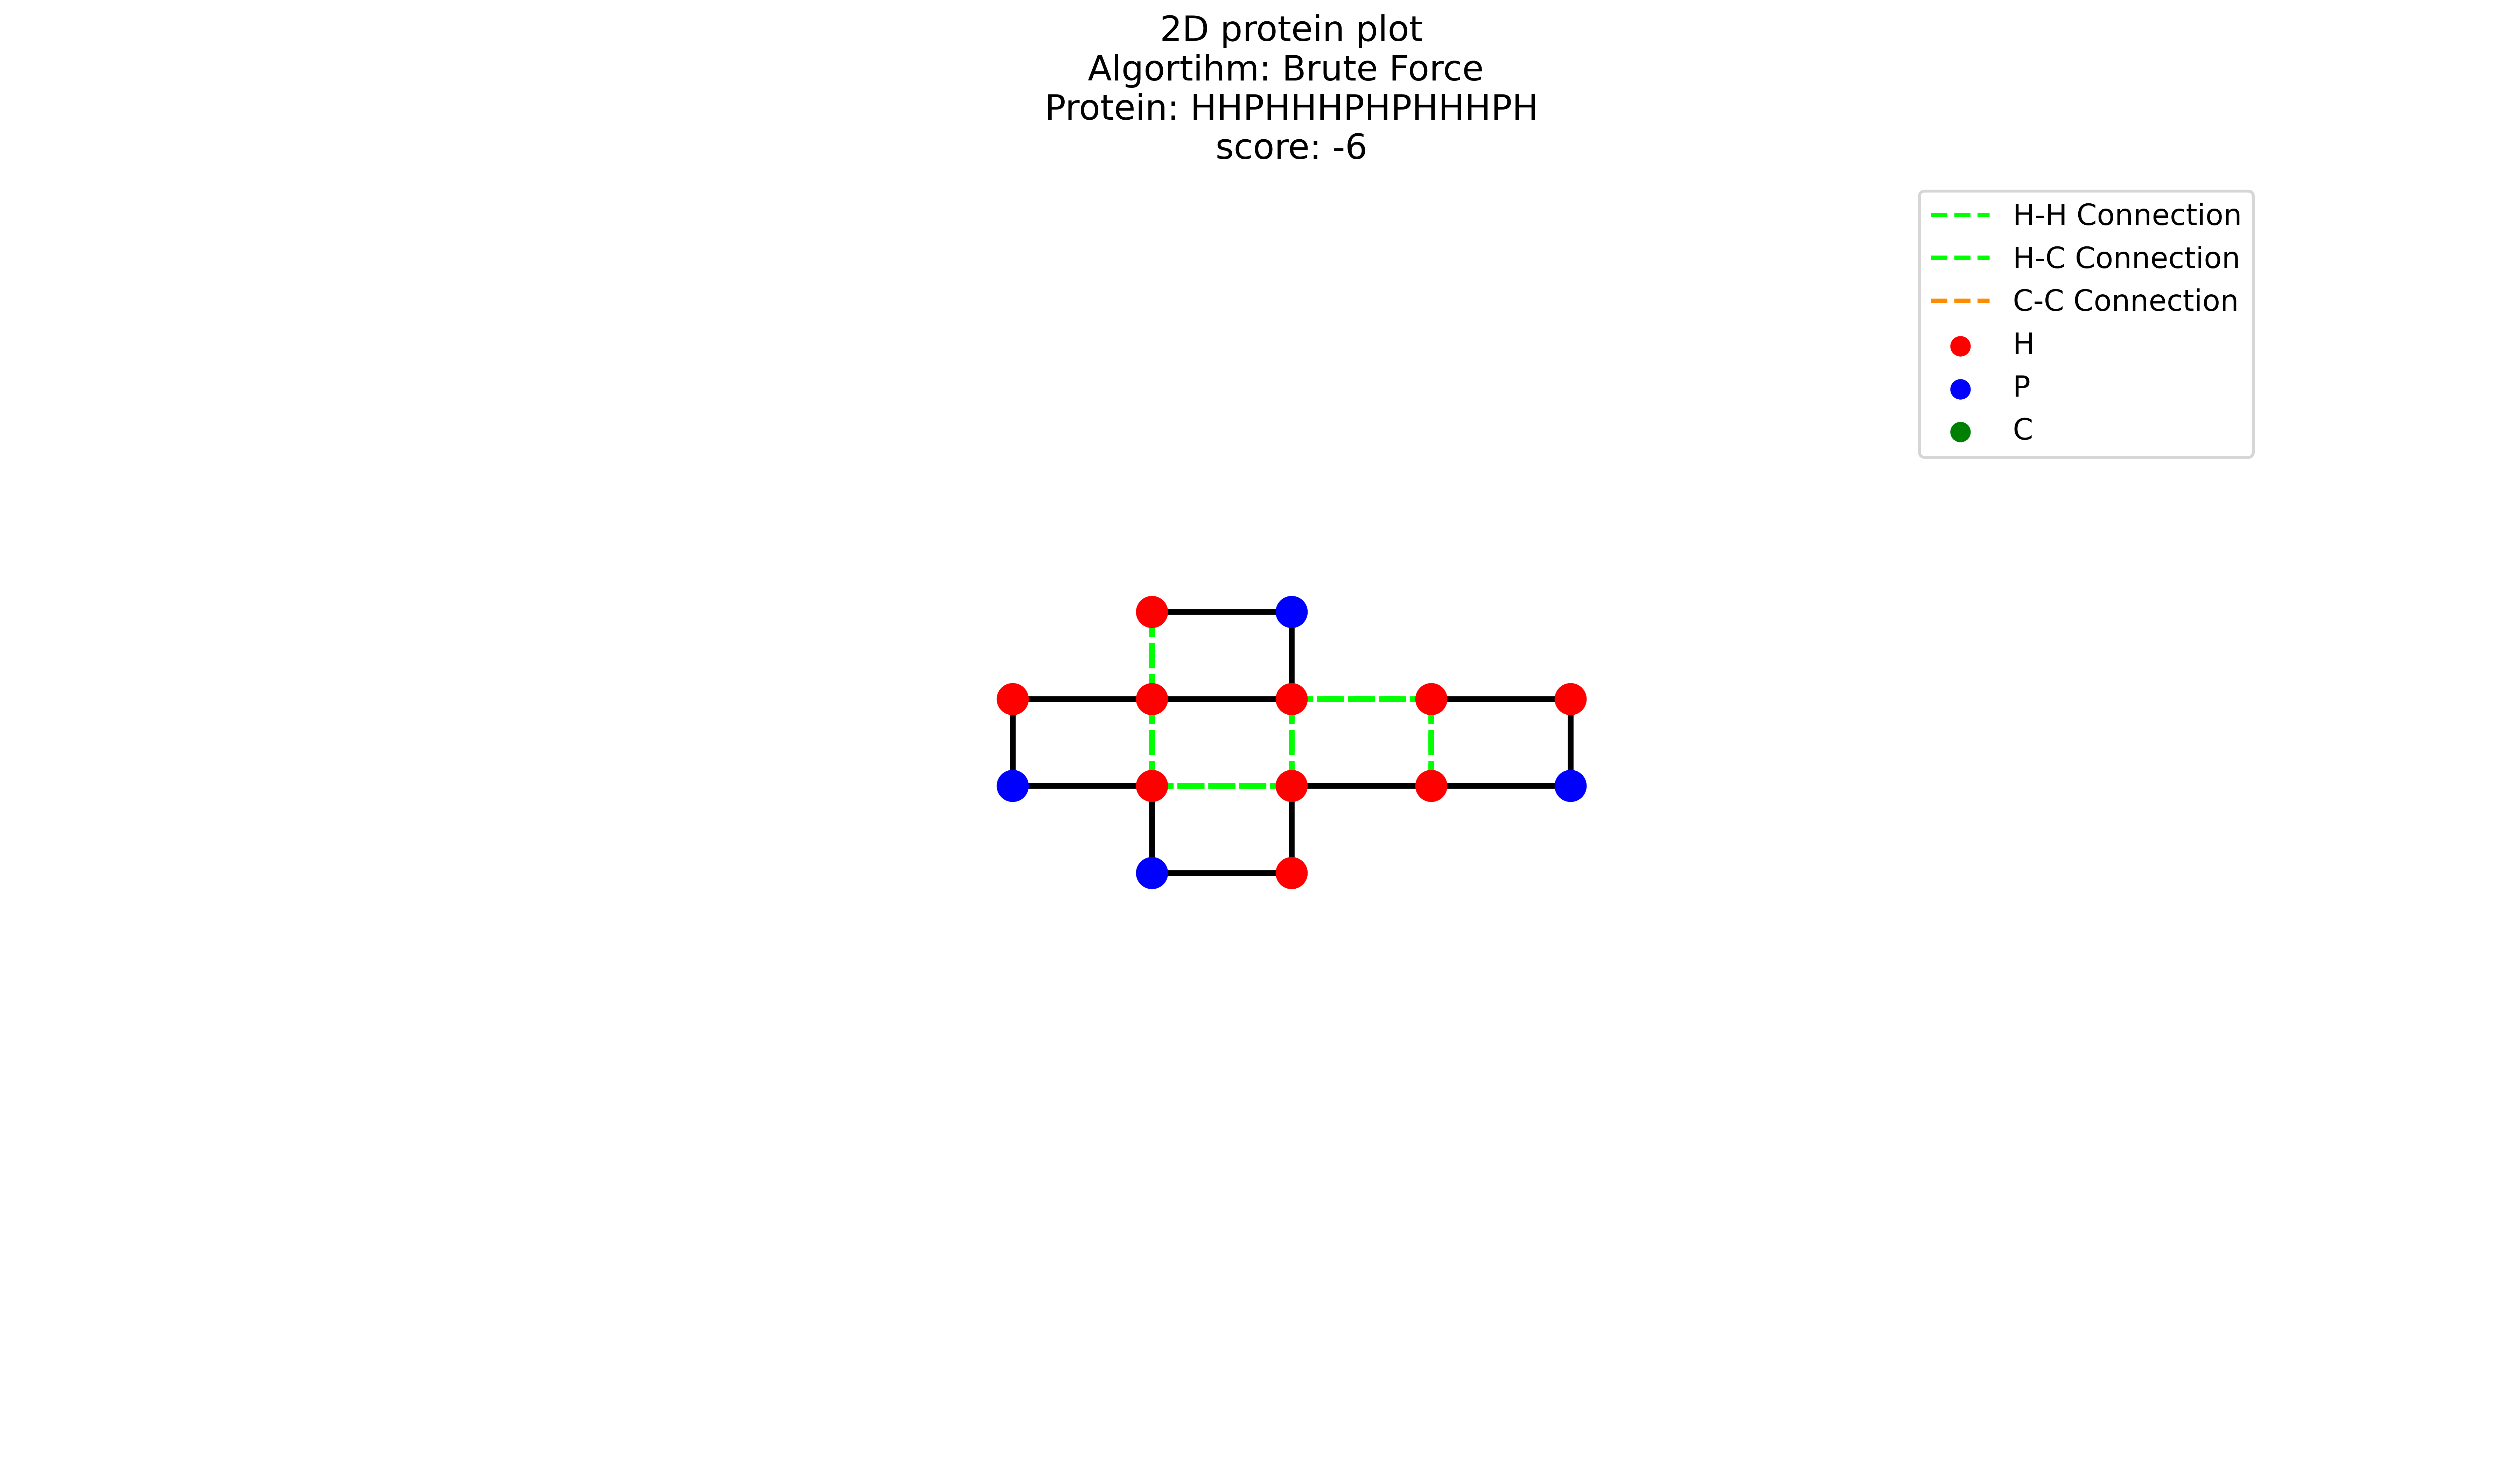 2D protein plot
Algortihm: Brute Force
Protein: HHPHHHPHPHHHPH
score: -6
H-H Connection
H-C Connection
C-C Connection
H
P
C